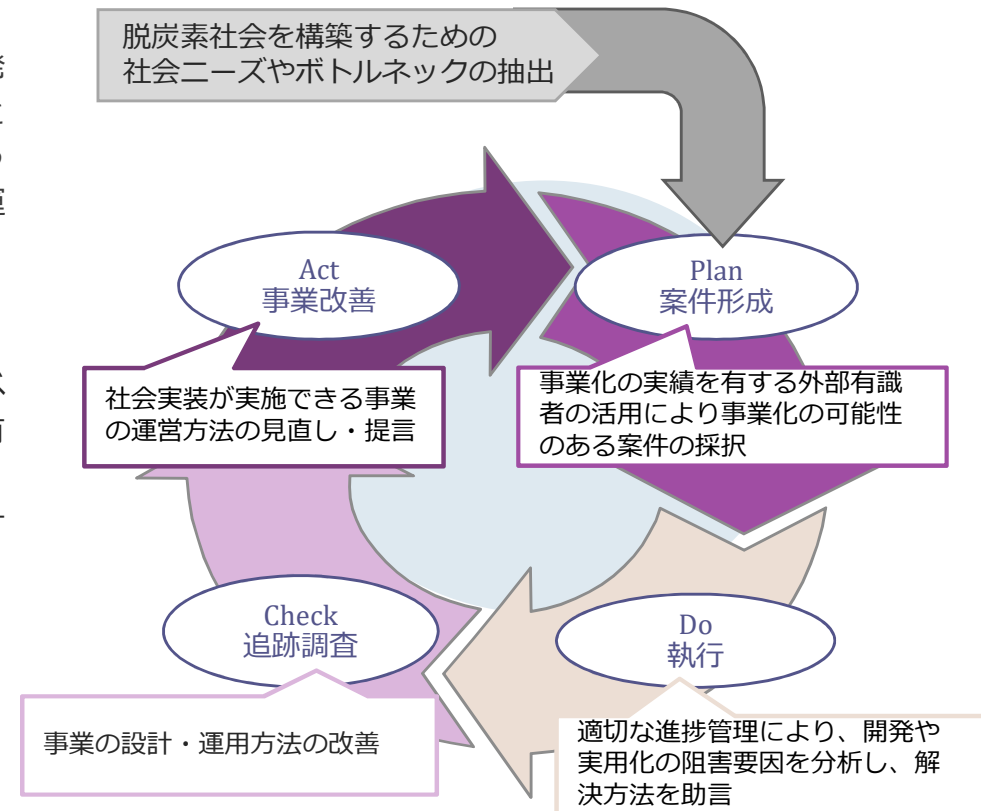 脱炭素社会を構築するための
社会ニーズやボトルネックの抽出
Act
事業改善
Plan
案件形成
社会実装が実施できる事業
の運営方法の見直し・提言
事業化の実績を有する外部有識
者の活用により事業化の可能性
のある案件の採択
Check
追跡調査
Do
執行
事業の設計・運用方法の改善
適切な進捗管理により、開発や
実用化の阻害要因を分析し、解
決方法を助言